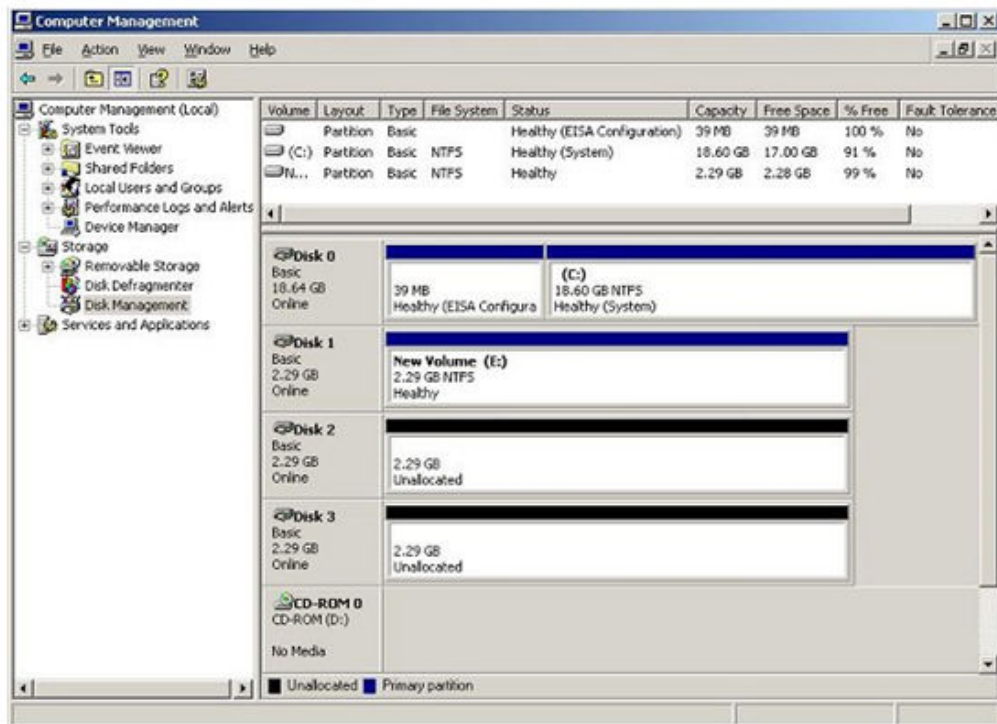 Computer Management
File Action View Window Help
Computer Management (Local)
System Tools
Event Viewer
Shared Folders
Local Users and Groups
Performance Logs and Alerts
Device Manager
Storage
Removable Storage
Disk Defragmenter
Disk Management
Services and Applications
Volume Layout Type File System Status Capacity Free Space % Free Fault Tolerance
Partition Basic Healthy (EISA Configuration) 39 MB 39 MB 100 % No
(C:) Partition Basic NTFS Healthy (System) 18.60 GB 17.00 GB 91 % No
N... Partition Basic NTFS Healthy 2.29 GB 2.28 GB 99 % No
Disk 0
Basic
18.64 GB
Online
39 MB
Healthy (EISA Configura
(C:)
18.60 GB NTFS
Healthy (System)
Disk 1
Basic
2.29 GB
Online
New Volume (E:)
2.29 GB NTFS
Healthy
Disk 2
Basic
2.29 GB
Online
2.29 GB
Unallocated
Disk 3
Basic
2.29 GB
Online
2.29 GB
Unallocated
CD-ROM 0
CD-ROM (D:)
No Media
Unallocated Primary partition